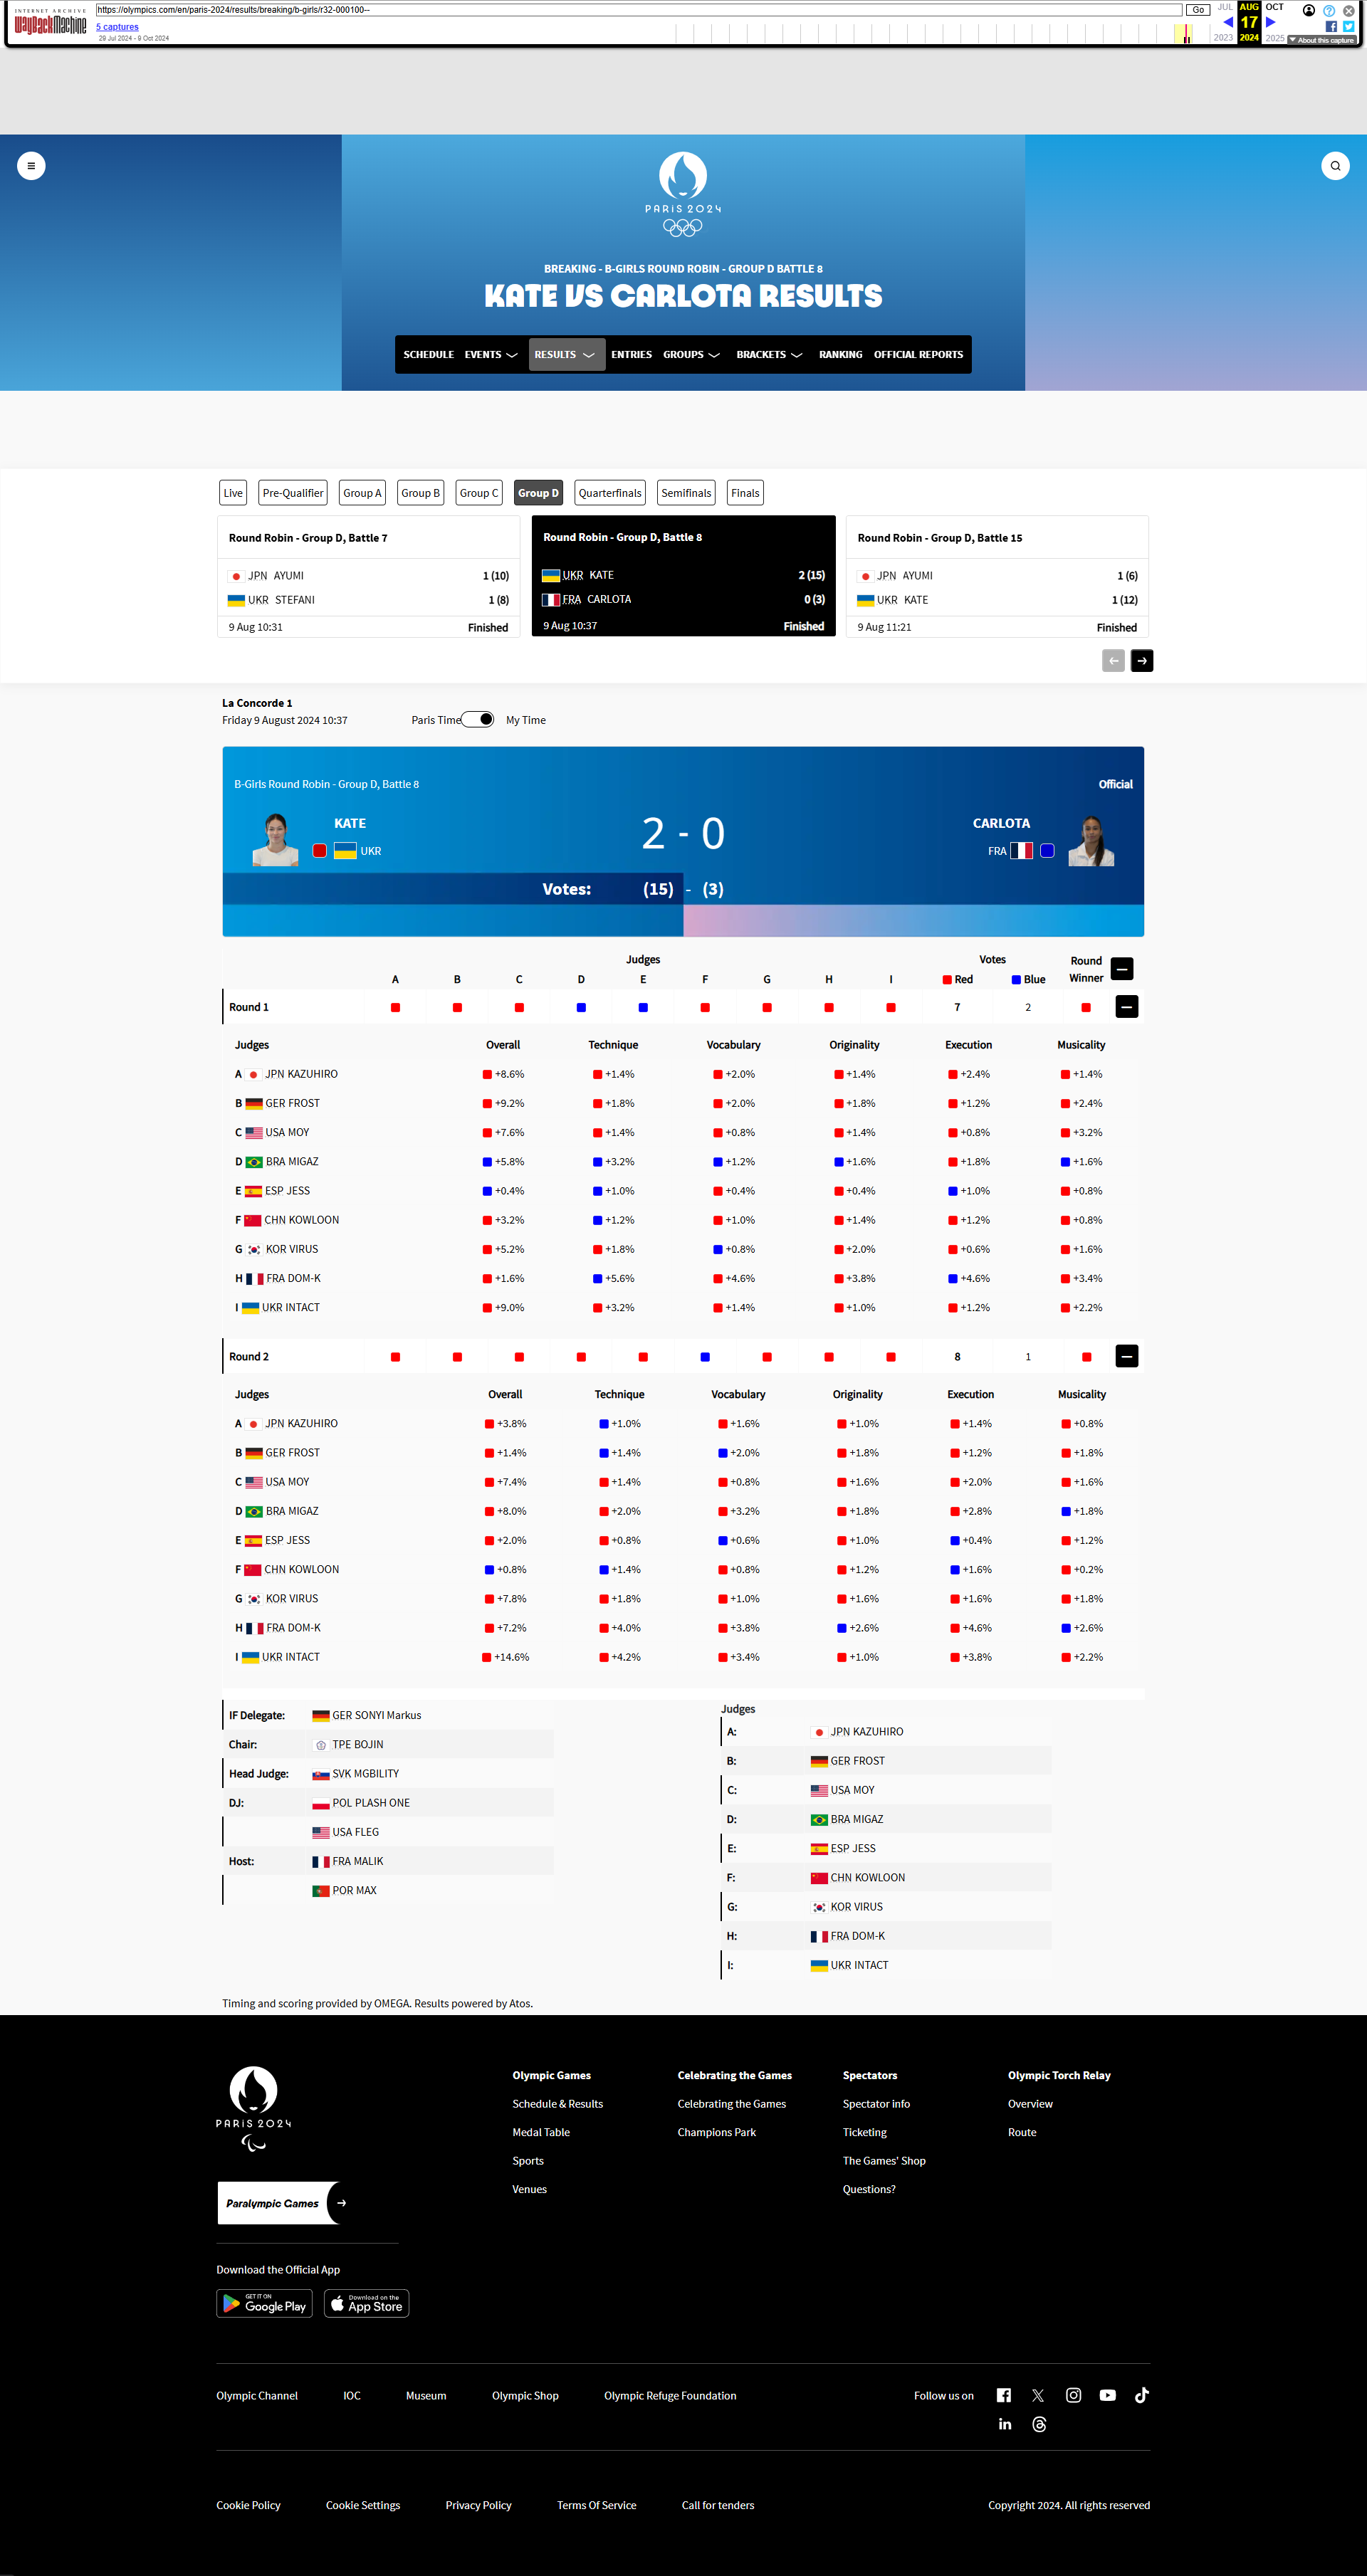 INTERNET ARCHIVE
WayBackMachine
https://olympics.com/en/paris-2024/results/breaking/b-girls/r32-000100--
Go
JUL AUG OCT
17
2023 2024 2025
5 captures
29 Jul 2024 - 9 Oct 2024
About this capture
PARIS 2024
BREAKING - B-GIRLS ROUND ROBIN - GROUP D BATTLE 8
KATE VS CARLOTA RESULTS
SCHEDULE EVENTS RESULTS ENTRIES GROUPS BRACKETS RANKING OFFICIAL REPORTS
Live Pre-Qualifier Group A Group B Group C Group D Quarterfinals Semifinals Finals
Round Robin - Group D, Battle 7
JPN AYUMI 1 (10)
UKR STEFANI 1 (8)
9 Aug 10:31 Finished
Round Robin - Group D, Battle 8
UKR KATE 2 (15)
FRA CARLOTA 0 (3)
9 Aug 10:37 Finished
Round Robin - Group D, Battle 15
JPN AYUMI 1 (6)
UKR KATE 1 (12)
9 Aug 11:21 Finished
La Concorde 1
Friday 9 August 2024 10:37 Paris Time My Time
B-Girls Round Robin - Group D, Battle 8 Official
KATE 2 - 0 CARLOTA
UKR FRA
Votes: (15) - (3)
Judges Votes Round Winner
A B C D E F G H I Red Blue
Round 1 7 2
Judges Overall Technique Vocabulary Originality Execution Musicality
A JPN KAZUHIRO +8.6% +1.4% +2.0% +1.4% +2.4% +1.4%
B GER FROST +9.2% +1.8% +2.0% +1.8% +1.2% +2.4%
C USA MOY +7.6% +1.4% +0.8% +1.4% +0.8% +3.2%
D BRA MIGAZ +5.8% +3.2% +1.2% +1.6% +1.8% +1.6%
E ESP JESS +0.4% +1.0% +0.4% +0.4% +1.0% +0.8%
F CHN KOWLOON +3.2% +1.2% +1.0% +1.4% +1.2% +0.8%
G KOR VIRUS +5.2% +1.8% +0.8% +2.0% +0.6% +1.6%
H FRA DOM-K +1.6% +5.6% +4.6% +3.8% +4.6% +3.4%
I UKR INTACT +9.0% +3.2% +1.4% +1.0% +1.2% +2.2%
Round 2 8 1
Judges Overall Technique Vocabulary Originality Execution Musicality
A JPN KAZUHIRO +3.8% +1.0% +1.6% +1.0% +1.4% +0.8%
B GER FROST +1.4% +1.4% +2.0% +1.8% +1.2% +1.8%
C USA MOY +7.4% +1.4% +0.8% +1.6% +2.0% +1.6%
D BRA MIGAZ +8.0% +2.0% +3.2% +1.8% +2.8% +1.8%
E ESP JESS +2.0% +0.8% +0.6% +1.0% +0.4% +1.2%
F CHN KOWLOON +0.8% +1.4% +0.8% +1.2% +1.6% +0.2%
G KOR VIRUS +7.8% +1.8% +1.0% +1.6% +1.6% +1.8%
H FRA DOM-K +7.2% +4.0% +3.8% +2.6% +4.6% +2.6%
I UKR INTACT +14.6% +4.2% +3.4% +1.0% +3.8% +2.2%
IF Delegate: GER SONYI Markus
Chair: TPE BOJIN
Head Judge: SVK MGBILITY
DJ: POL PLASH ONE
USA FLEG
Host: FRA MALIK
POR MAX
Judges
A: JPN KAZUHIRO
B: GER FROST
C: USA MOY
D: BRA MIGAZ
E: ESP JESS
F: CHN KOWLOON
G: KOR VIRUS
H: FRA DOM-K
I: UKR INTACT
Timing and scoring provided by OMEGA. Results powered by Atos.
PARIS 2024
Paralympic Games
Download the Official App
GET IT ON Google Play
Download on the App Store
Olympic Games
Schedule & Results
Medal Table
Sports
Venues
Celebrating the Games
Celebrating the Games
Champions Park
Spectators
Spectator info
Ticketing
The Games' Shop
Questions?
Olympic Torch Relay
Overview
Route
Olympic Channel IOC Museum Olympic Shop Olympic Refuge Foundation Follow us on
Cookie Policy Cookie Settings Privacy Policy Terms Of Service Call for tenders Copyright 2024. All rights reserved